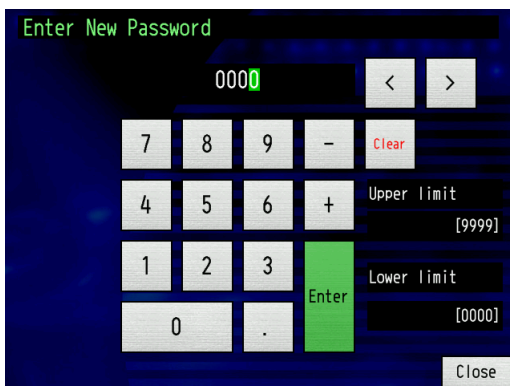 Enter New Password
0000
< >
7 8 9 - Clear
4 5 6 + Upper limit
[9999]
1 2 3 Enter Lower limit
0 . [0000]
Close